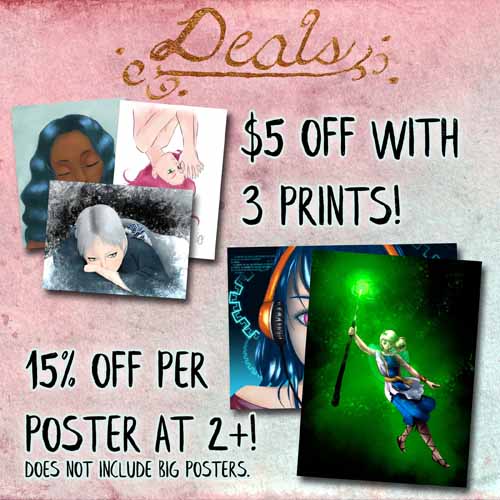 Deals
$5 OFF WITH
3 PRINTS!
15% OFF PER
POSTER AT 2+!
DOES NOT INCLUDE BIG POSTERS.